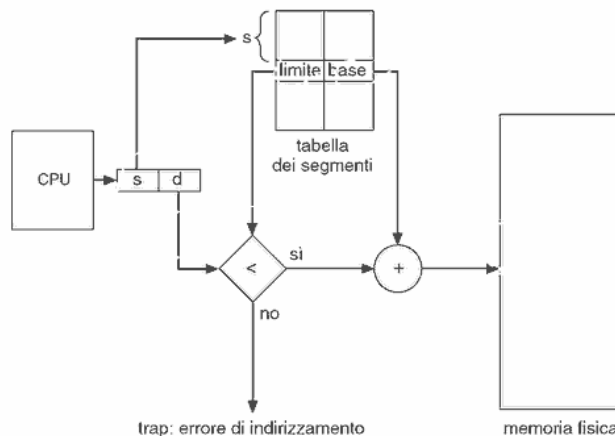 s
limite base
tabella
dei segmenti
CPU
s d
<
sì
+
no
trap: errore di indirizzamento
memoria fisica